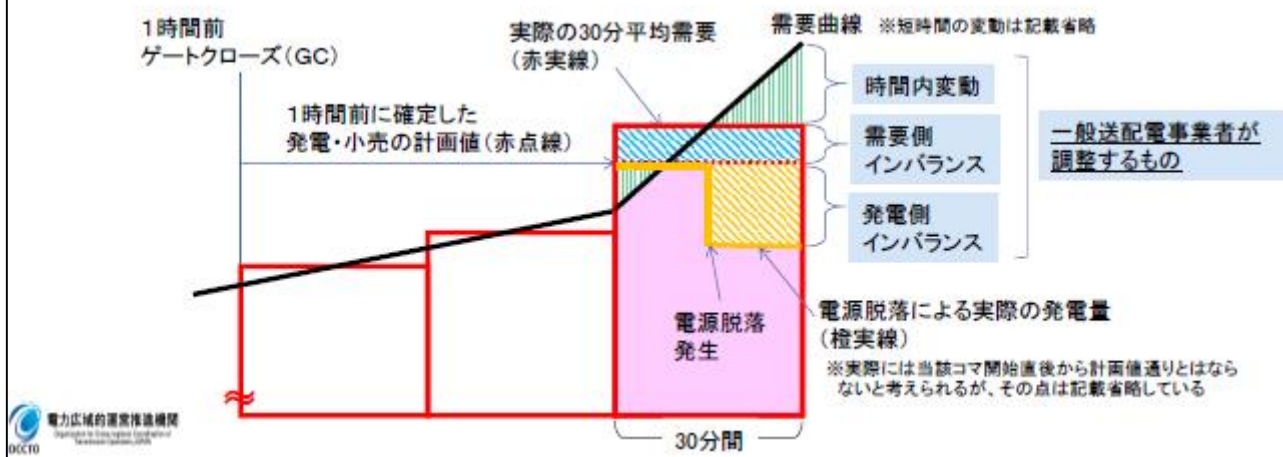 1時間前
ゲートクローズ(GC)
実際の30分平均需要
(赤実線)
需要曲線 ※短時間の変動は記載省略
1時間前に確定した
発電・小売の計画値(赤点線)
時間内変動
需要側
インバランス
発電側
インバランス
一般送配電事業者が
調整するもの
電源脱落
発生
電源脱落による実際の発電量
(橙実線)
※実際には当該コマ開始直後から計画値通りとはなら
ないと考えられるが、その点は記載省略している
30分間
電力広域的運営推進機関
OCCTO